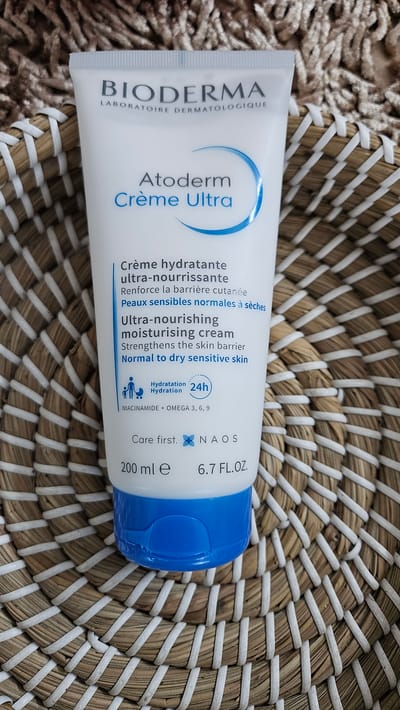 BIODERMA
LABORATOIRE DERMATOLOGIQUE
Atoderm
Crème Ultra
Crème hydratante
ultra-nourrissante
Renforce la barrière cutanée
Peaux sensibles normales à sèches
Ultra-nourishing
moisturising cream
Strengthens the skin barrier
Normal to dry sensitive skin
Hydratation
Hydration
24h
NIACINAMIDE • OMEGA 3, 6, 9
Care first. NAOS
200 ml ℮ 6.7 FL.OZ.